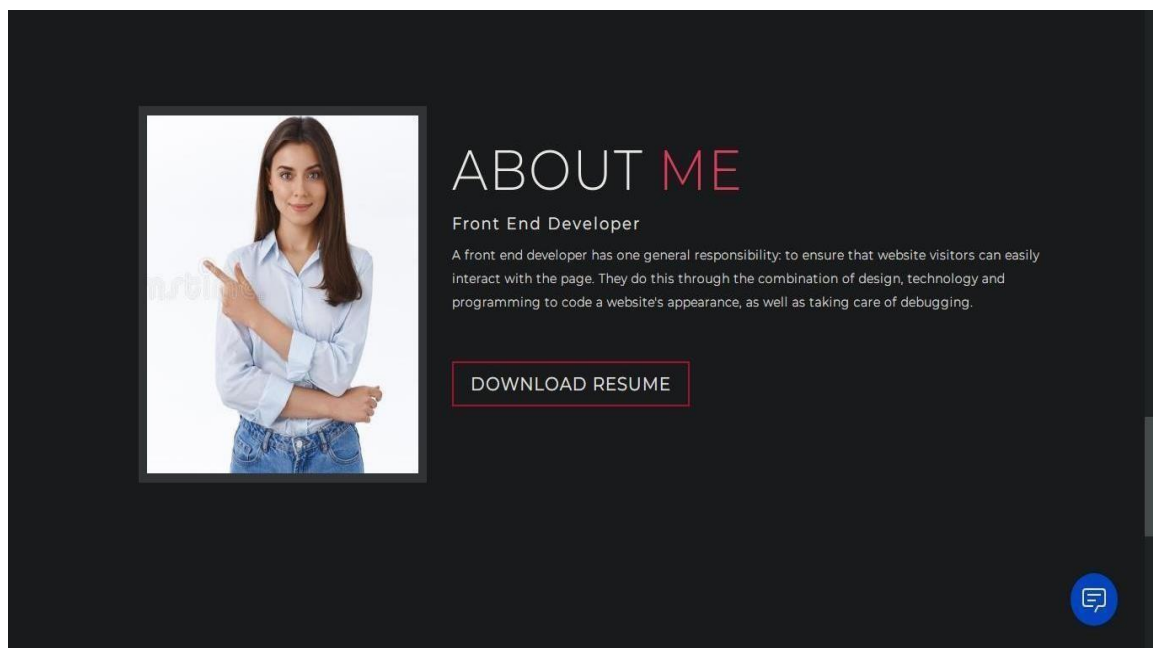 ABOUT ME
Front End Developer
A front end developer has one general responsibility: to ensure that website visitors can easily
interact with the page. They do this through the combination of design, technology and
programming to code a website's appearance, as well as taking care of debugging.
DOWNLOAD RESUME